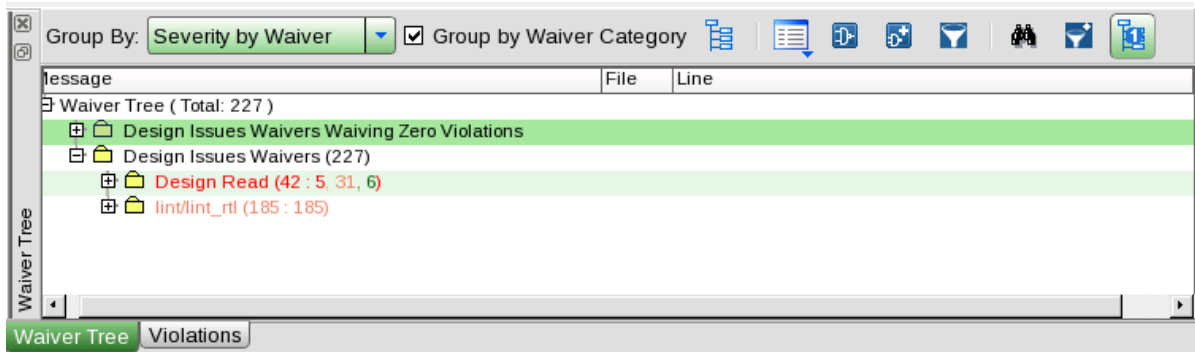 Group By: Severity by Waiver Group by Waiver Category
Message File Line
Waiver Tree ( Total: 227 )
Design Issues Waivers Waiving Zero Violations
Design Issues Waivers (227)
Design Read (42 : 5, 31, 6)
lint/lint_rtl (185 : 185)
Waiver Tree
Waiver Tree Violations